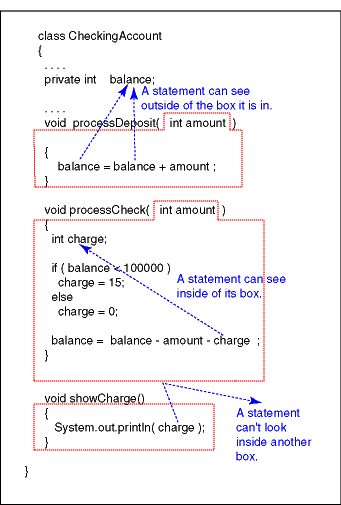 class CheckingAccount
{
. . . .
private int balance;
A statement can see
outside of the box it is in.
. . . .
void processDeposit( int amount )
{
balance = balance + amount ;
}
void processCheck( int amount )
{
int charge;
if ( balance < 100000 )
charge = 15;
else
charge = 0;
A statement can see
inside of its box.
balance = balance - amount - charge ;
}
void showCharge()
{
System.out.println( charge );
}
A statement
can't look
inside another
box.
}